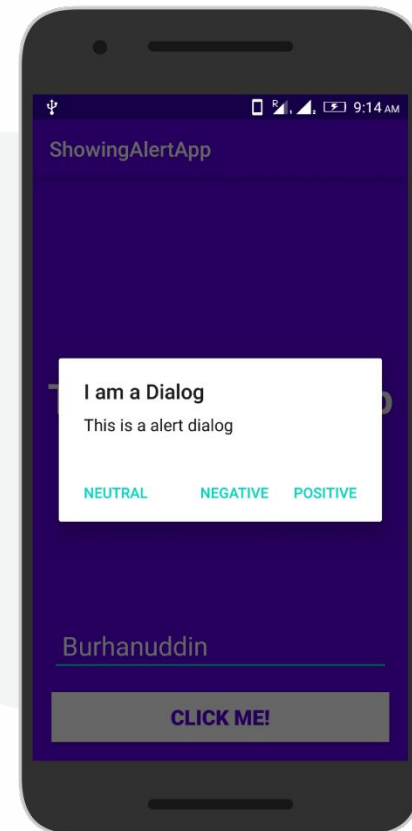 9:14 AM
ShowingAlertApp
I am a Dialog
This is a alert dialog
NEUTRAL NEGATIVE POSITIVE
Burhanuddin
CLICK ME!